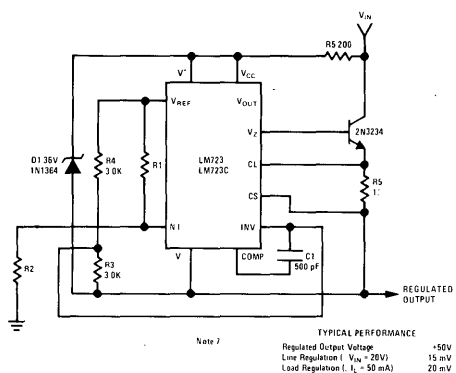 VIN
R5 200
V+
VCC
VREF
VOUT
VZ
2N3234
D1 36V
1N1364
R4
3.0K
R1
LM723
LM723C
CL
CS
R5
1.
N I
INV
R2
R3
3.0K
V
COMP
C1
500 pF
REGULATED
OUTPUT
Note 7
TYPICAL PERFORMANCE
Regulated Output Voltage +50V
Line Regulation ( VIN = 20V) 15 mV
Load Regulation (. IL = 50 mA) 20 mV